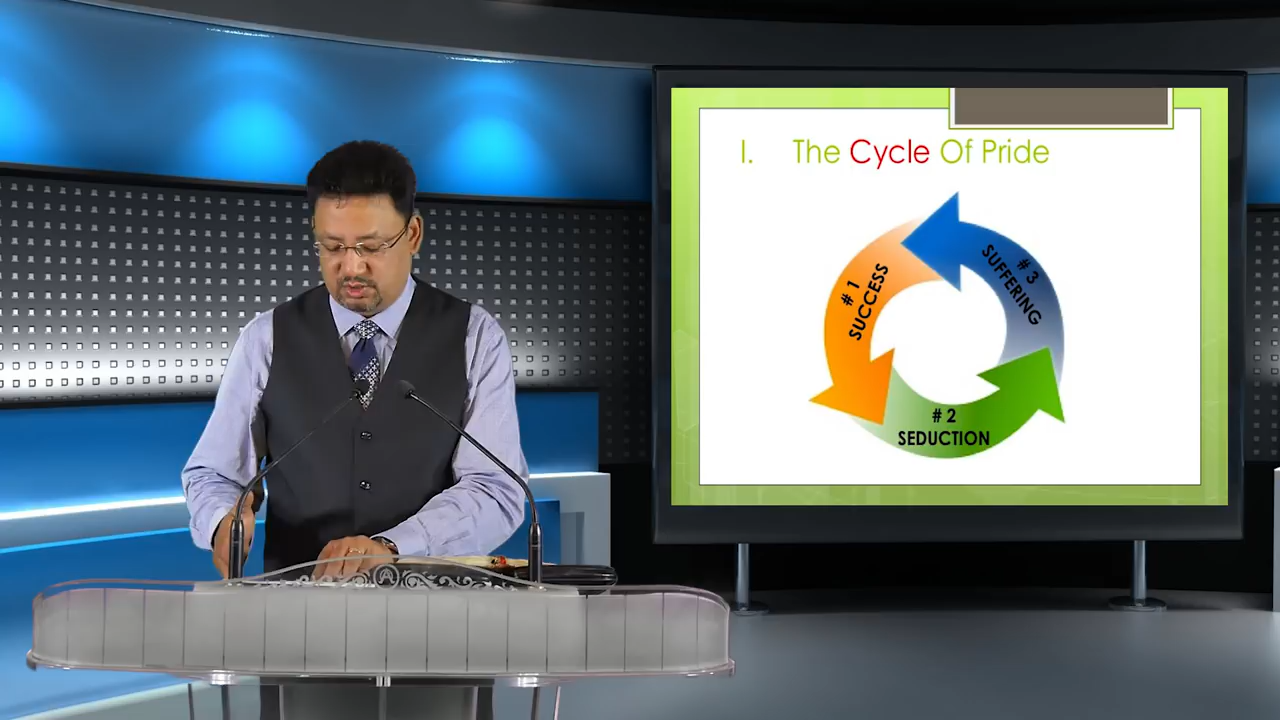 I. The Cycle Of Pride
# 1
SUCCESS
# 2
SEDUCTION
# 3
SUFFERING